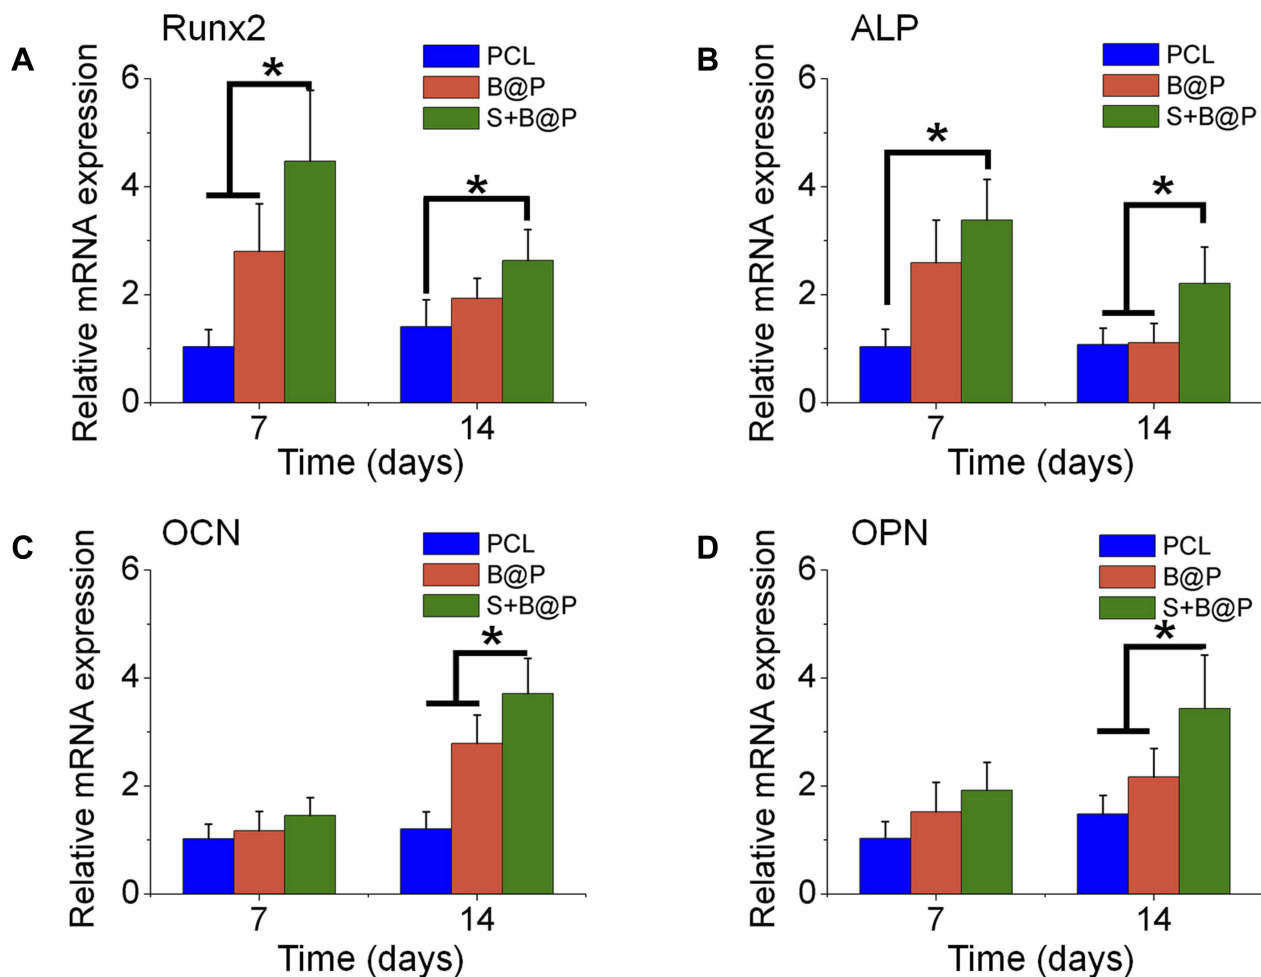 A
Runx2
PCL
B@P
S+B@P
Relative mRNA expression
6
4
2
0
*
*
7
14
Time (days)
B
ALP
PCL
B@P
S+B@P
Relative mRNA expression
6
4
2
0
*
*
7
14
Time (days)
C
OCN
PCL
B@P
S+B@P
Relative mRNA expression
6
4
2
0
*
7
14
Time (days)
D
OPN
PCL
B@P
S+B@P
Relative mRNA expression
6
4
2
0
*
7
14
Time (days)